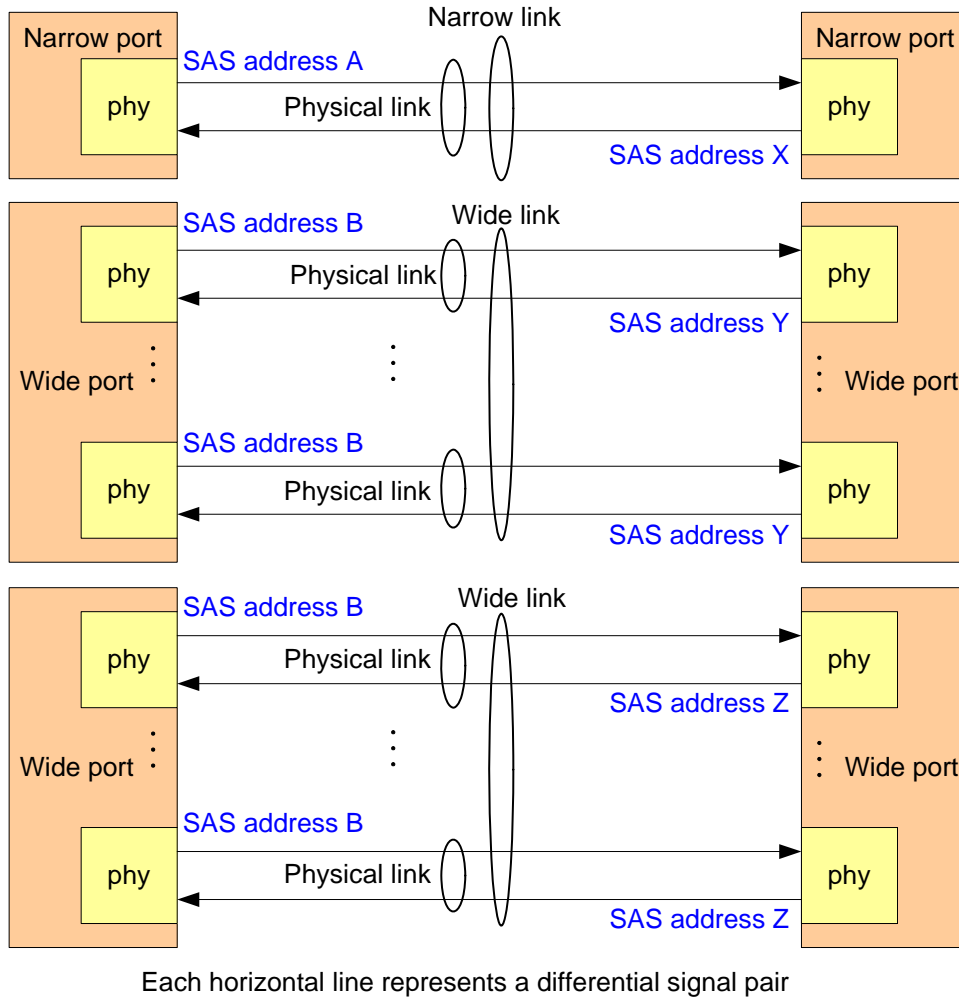 Narrow link
Narrow port
Narrow port
SAS address A
phy
Physical link
phy
SAS address X
Wide link
SAS address B
phy
Physical link
phy
SAS address Y
Wide port
Wide port
SAS address B
phy
Physical link
phy
SAS address Y
Wide link
SAS address B
phy
Physical link
phy
SAS address Z
Wide port
Wide port
SAS address B
phy
Physical link
phy
SAS address Z
Each horizontal line represents a differential signal pair